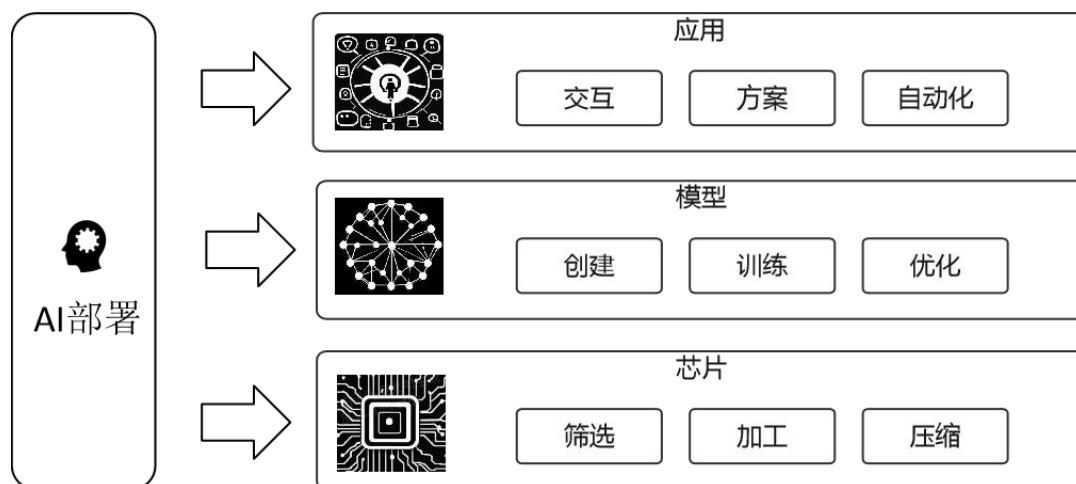 应用
交互 方案 自动化
模型
创建 训练 优化
AI部署
芯片
筛选 加工 压缩